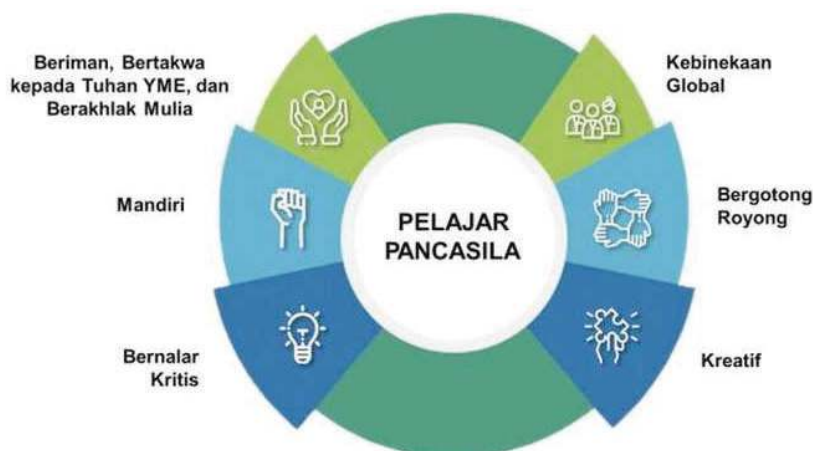 Beriman, Bertakwa
kepada Tuhan YME, dan
Berakhlak Mulia
Kebinekaan
Global
Mandiri
PELAJAR
PANCASILA
Bergotong
Royong
Bernalar
Kritis
Kreatif